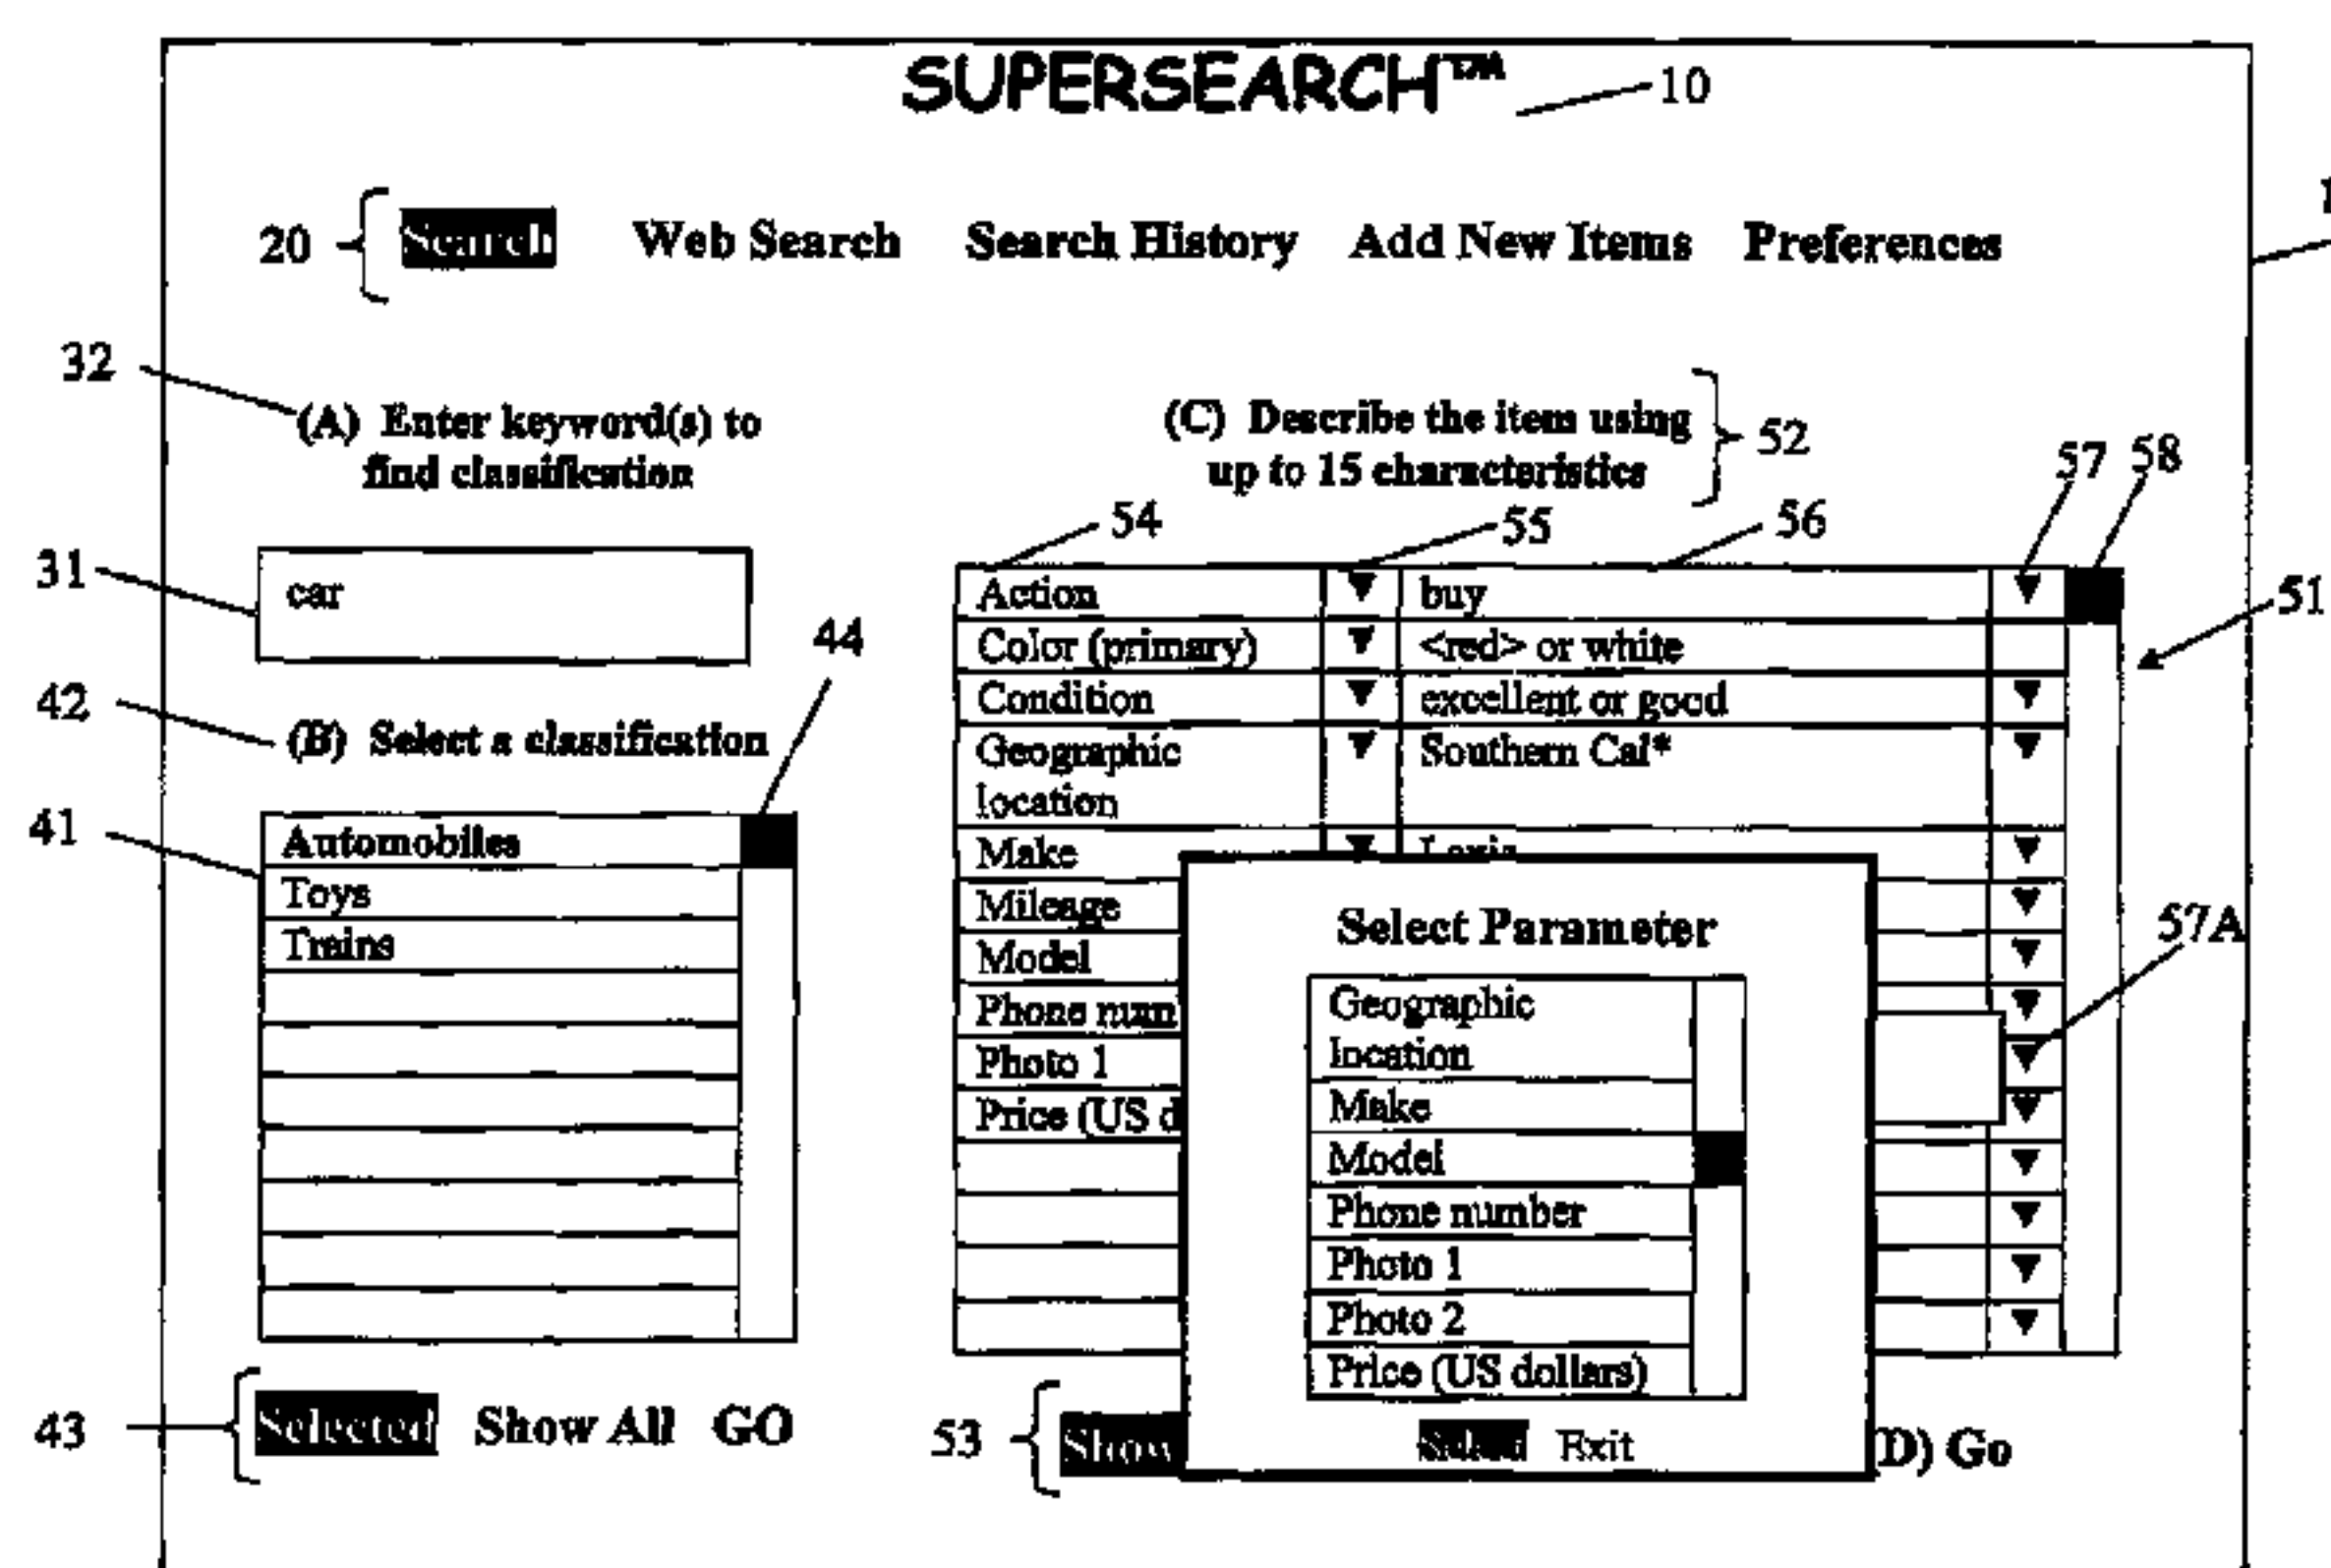 SUPERSEARCH™
10
20 Search Web Search Search History Add New Items Preferences
32
(A) Enter keyword(s) to
find classification
31
car
42
(B) Select a classification
44
41
Automobiles
Toys
Trains
43 Selected Show All GO
(C) Describe the item using
up to 15 characteristics
52
54 55 56 57 58
51
Action ▼ buy ▼
Color (primary) ▼ <red> or white
Condition ▼ excellent or good ▼
Geographic ▼ Southern Cal* ▼
location
Make ▼ ▼
Mileage ▼
Model ▼
Phone num ▼
Photo 1 ▼
Price (US d ▼
57A
Select Parameter
Geographic
location
Make
Model
Phone number
Photo 1
Photo 2
Price (US dollars)
Select Exit
53 Show
D) Go